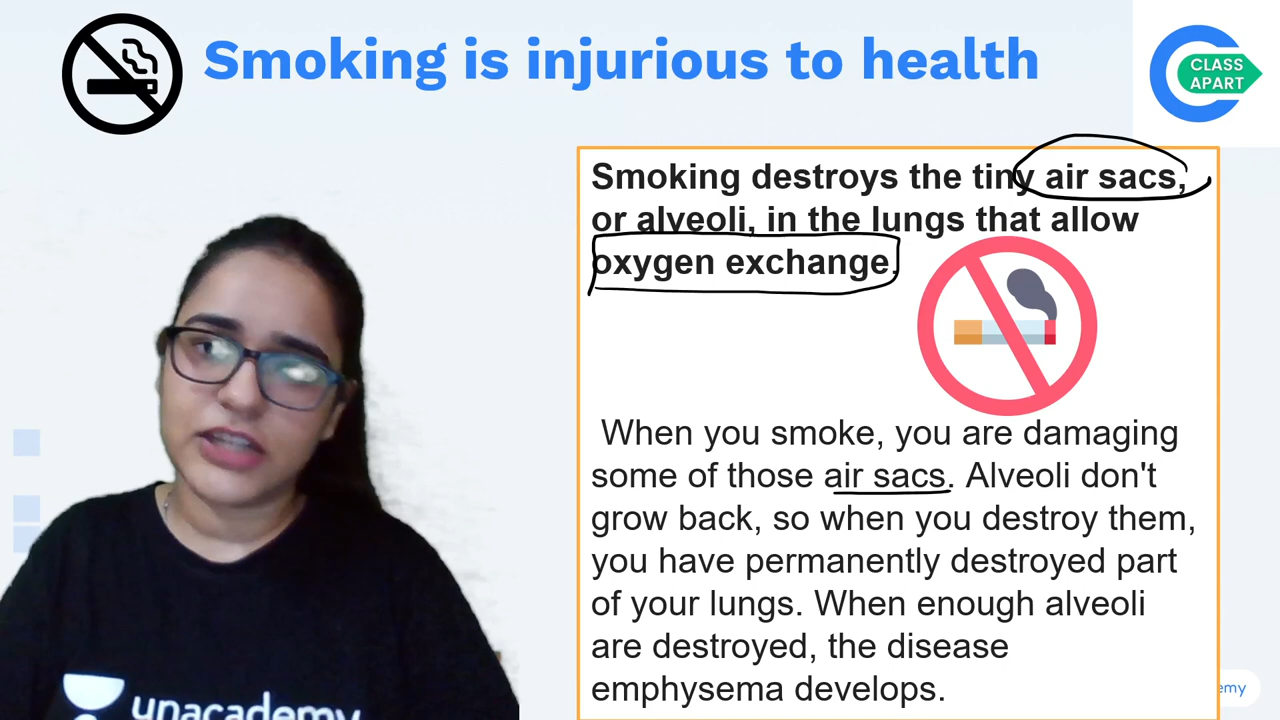 Smoking is injurious to health
CLASS
APART
Smoking destroys the tiny air sacs,
or alveoli, in the lungs that allow
oxygen exchange.
When you smoke, you are damaging
some of those air sacs. Alveoli don't
grow back, so when you destroy them,
you have permanently destroyed part
of your lungs. When enough alveoli
are destroyed, the disease
emphysema develops.
unacademy
emy